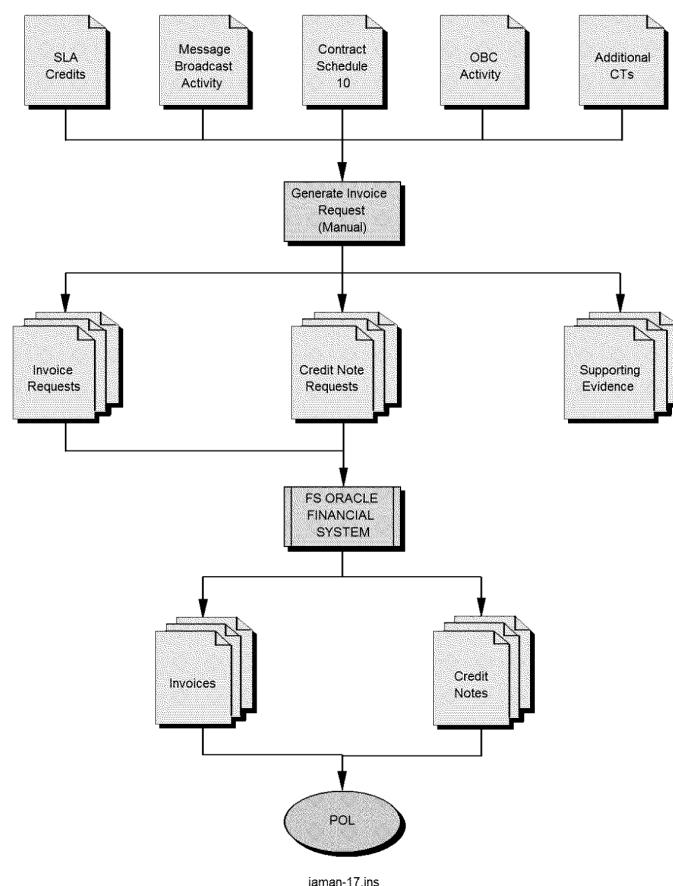 SLA
Credits
Message
Broadcast
Activity
Contract
Schedule
10
OBC
Activity
Additional
CTs
Generate Invoice
Request
(Manual)
Invoice
Requests
Credit Note
Requests
Supporting
Evidence
FS ORACLE
FINANCIAL
SYSTEM
Invoices
Credit
Notes
POL
iaman-17.ins